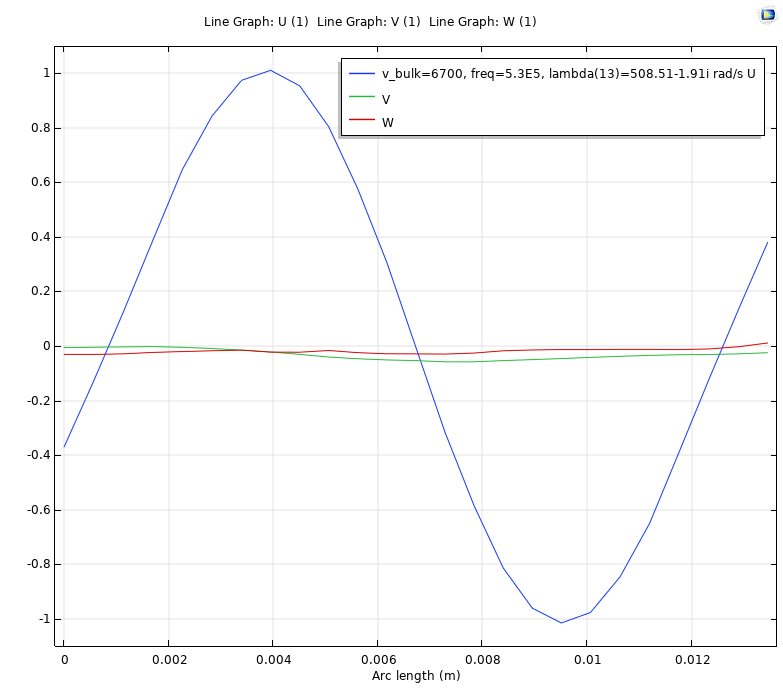 Line Graph: U (1) Line Graph: V (1) Line Graph: W (1)
v_bulk=6700, freq=5.3E5, lambda(13)=508.51-1.91i rad/s U
V
W
1
0.8
0.6
0.4
0.2
0
-0.2
-0.4
-0.6
-0.8
-1
0 0.002 0.004 0.006 0.008 0.01 0.012
Arc length (m)